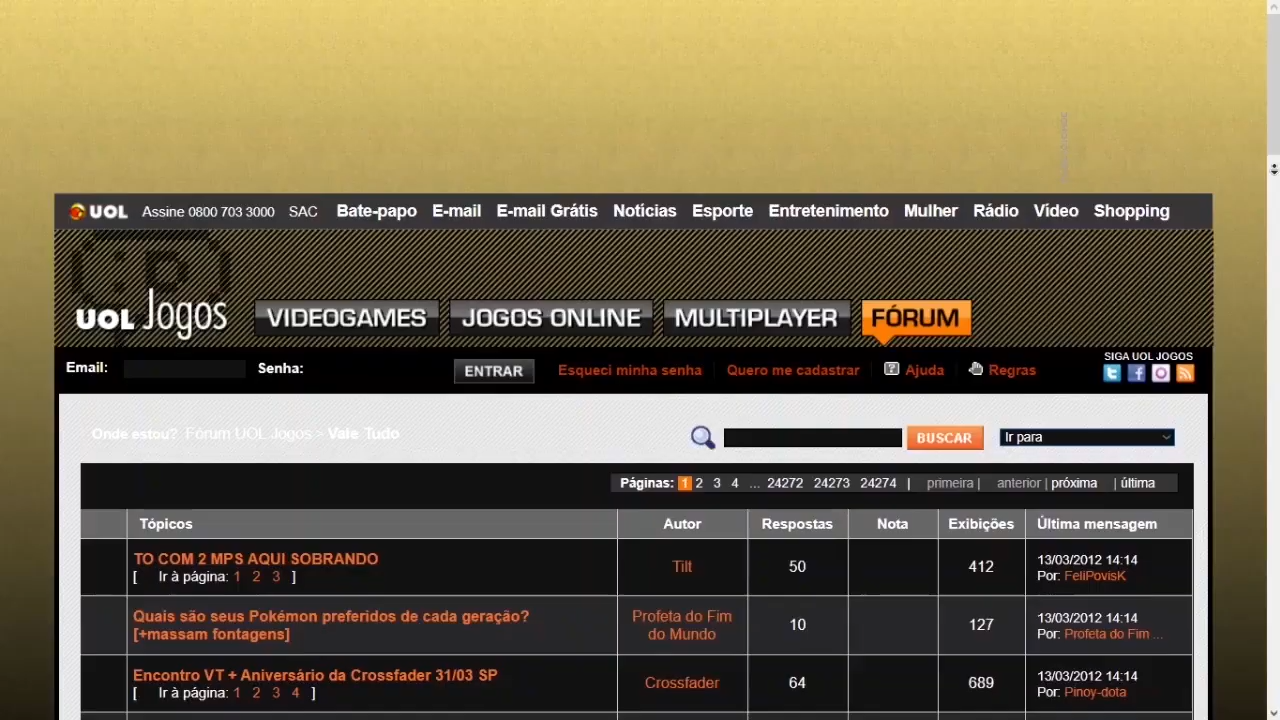 UOL Assine 0800 703 3000 SAC Bate-papo E-mail E-mail Grátis Notícias Esporte Entretenimento Mulher Rádio Vídeo Shopping
UOL Jogos VIDEOGAMES JOGOS ONLINE MULTIPLAYER FÓRUM
SIGA UOL JOGOS
Email: Senha: ENTRAR Esqueci minha senha Quero me cadastrar Ajuda Regras
Onde estou? Fórum UOL Jogos > Vale Tudo BUSCAR Ir para
Páginas: 1 2 3 4 ... 24272 24273 24274 | primeira | anterior | próxima | última
Tópicos Autor Respostas Nota Exibições Última mensagem
TO COM 2 MPS AQUI SOBRANDO
[ Ir à página: 1 2 3 ]
Tilt 50 412
13/03/2012 14:14
Por: FeliPovisK
Quais são seus Pokémon preferidos de cada geração?
[+massam fontagens]
Profeta do Fim
do Mundo
10 127
13/03/2012 14:14
Por: Profeta do Fim ...
Encontro VT + Aniversário da Crossfader 31/03 SP
[ Ir à página: 1 2 3 4 ]
Crossfader 64 689
13/03/2012 14:14
Por: Pinoy-dota